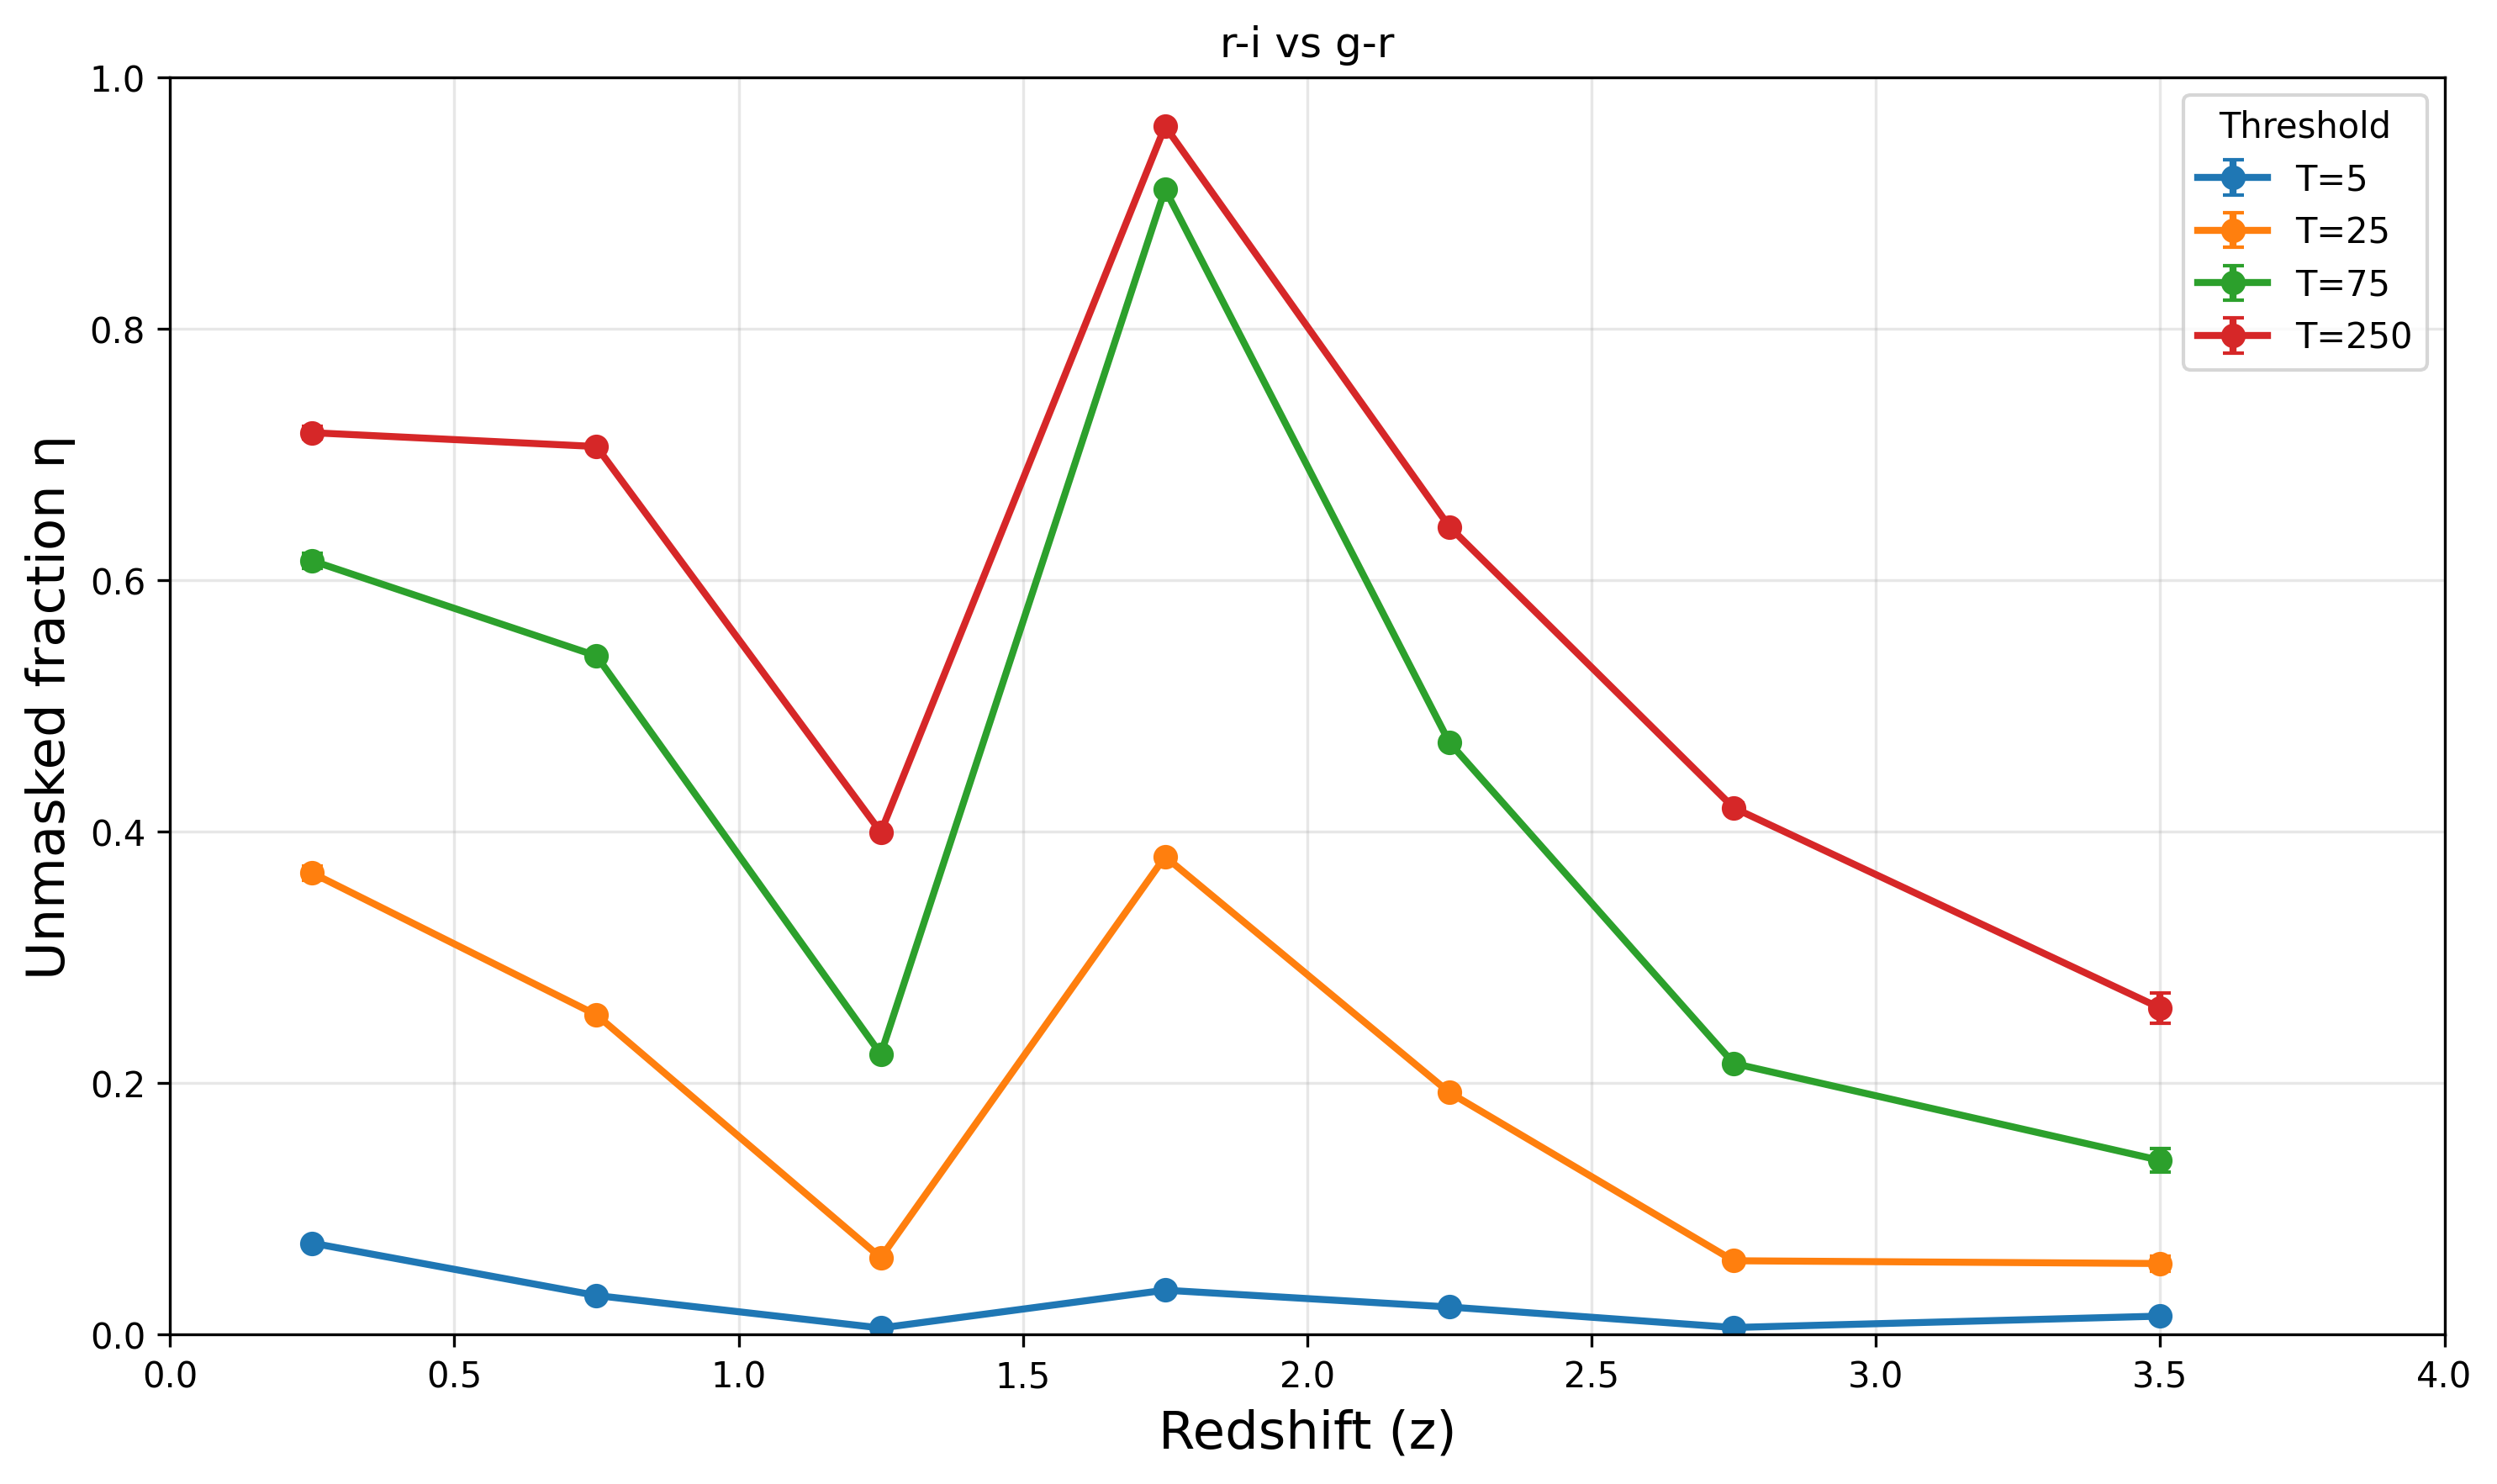 r-i vs g-r
Unmasked fraction η
1.0
0.8
0.6
0.4
0.2
0.0
0.0 0.5 1.0 1.5 2.0 2.5 3.0 3.5 4.0
Redshift (z)
Threshold
T=5
T=25
T=75
T=250